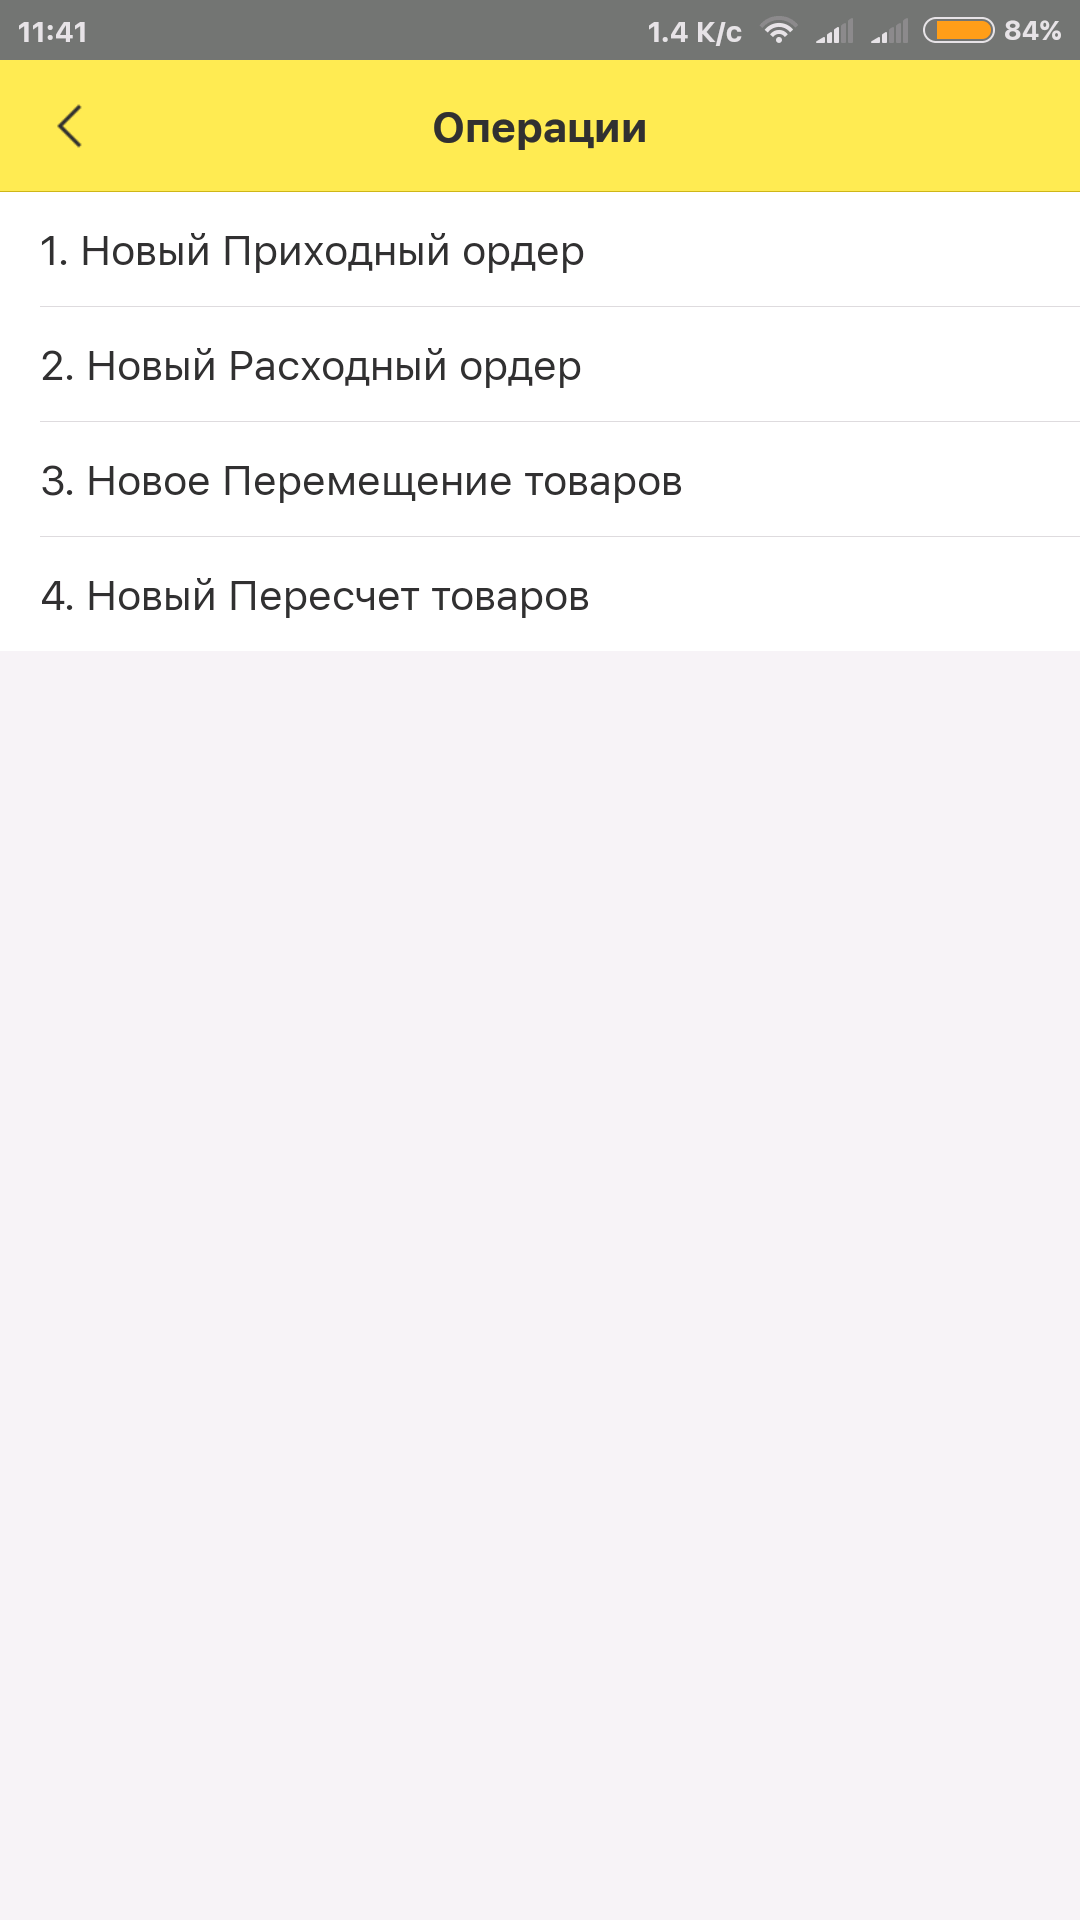 11:41 1.4 K/c 84%
Операции
1. Новый Приходный ордер
2. Новый Расходный ордер
3. Новое Перемещение товаров
4. Новый Пересчет товаров